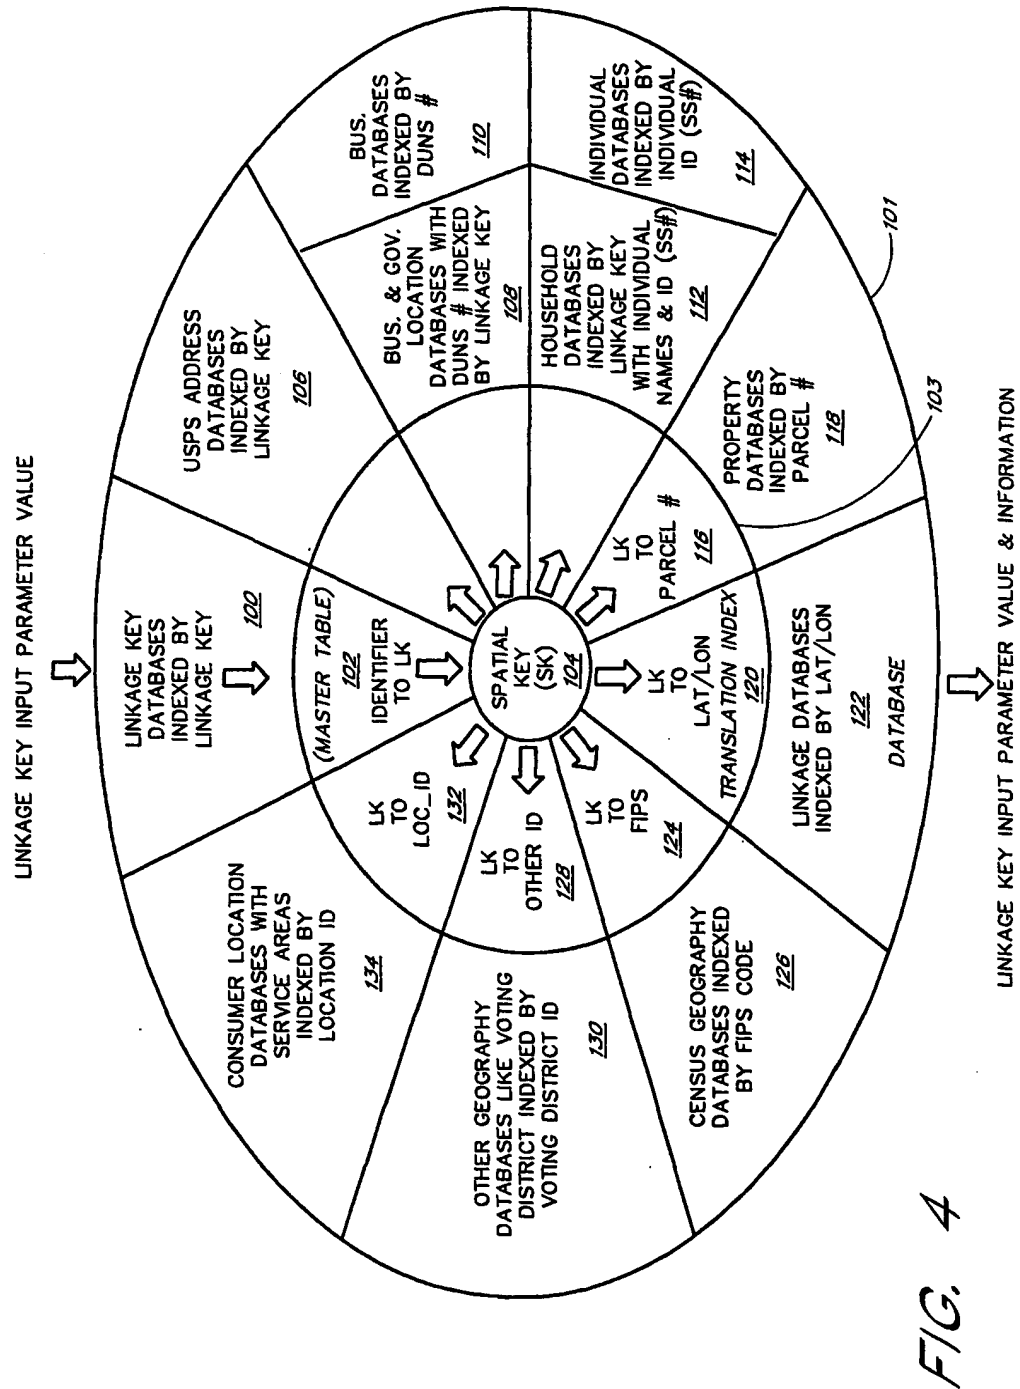 LINKAGE KEY INPUT PARAMETER VALUE
LINKAGE KEY
DATABASES
INDEXED BY
LINKAGE KEY
100
USPS ADDRESS
DATABASES
INDEXED BY
LINKAGE KEY
106
BUS.
DATABASES
INDEXED BY
DUNS #
110
BUS. & GOV.
LOCATION
DATABASES WITH
DUNS # INDEXED
BY LINKAGE KEY
108
HOUSEHOLD
DATABASES
INDEXED BY
LINKAGE KEY
WITH INDIVIDUAL
NAMES & ID (SS#)
112
INDIVIDUAL
DATABASES
INDEXED BY
INDIVIDUAL
ID (SS#)
114
PROPERTY
DATABASES
INDEXED BY
PARCEL #
118
101
103
(MASTER TABLE)
102
IDENTIFIER
TO LK
SPATIAL
KEY
(SK)
104
LK
TO
PARCEL #
116
LK
TO
LAT/LON
TRANSLATION INDEX
120
LINKAGE DATABASES
INDEXED BY LAT/LON
122
DATABASE
LK
TO
FIPS
124
CENSUS GEOGRAPHY
DATABASES INDEXED
BY FIPS CODE
126
LK
TO
OTHER ID
128
OTHER GEOGRAPHY
DATABASES LIKE VOTING
DISTRICT INDEXED BY
VOTING DISTRICT ID
130
LK
TO
LOC_ID
132
CONSUMER LOCATION
DATABASES WITH
SERVICE AREAS
INDEXED BY
LOCATION ID
134
LINKAGE KEY INPUT PARAMETER VALUE & INFORMATION
FIG. 4